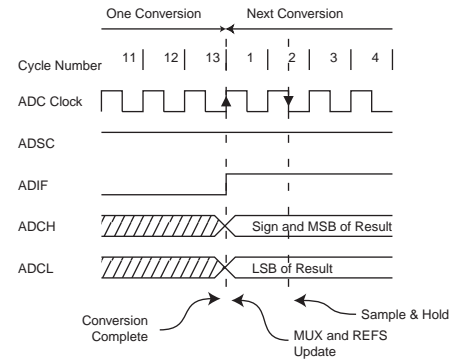 One Conversion
Next Conversion
Cycle Number
11
12
13
1
2
3
4
ADC Clock
ADSC
ADIF
ADCH
Sign and MSB of Result
ADCL
LSB of Result
Conversion
Complete
MUX and REFS
Update
Sample & Hold